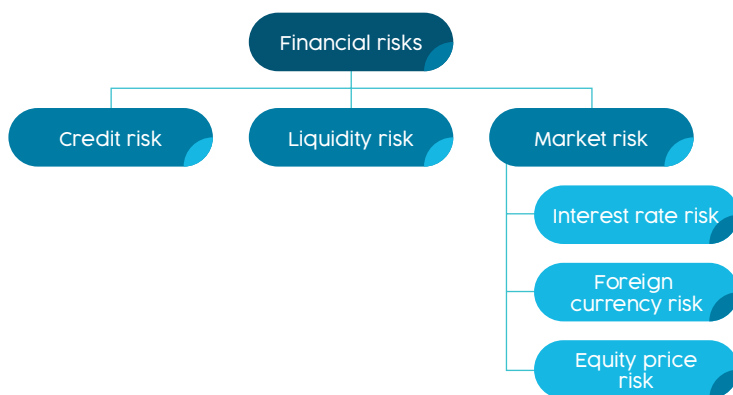 Financial risks
Credit risk
Liquidity risk
Market risk
Interest rate risk
Foreign
currency risk
Equity price
risk